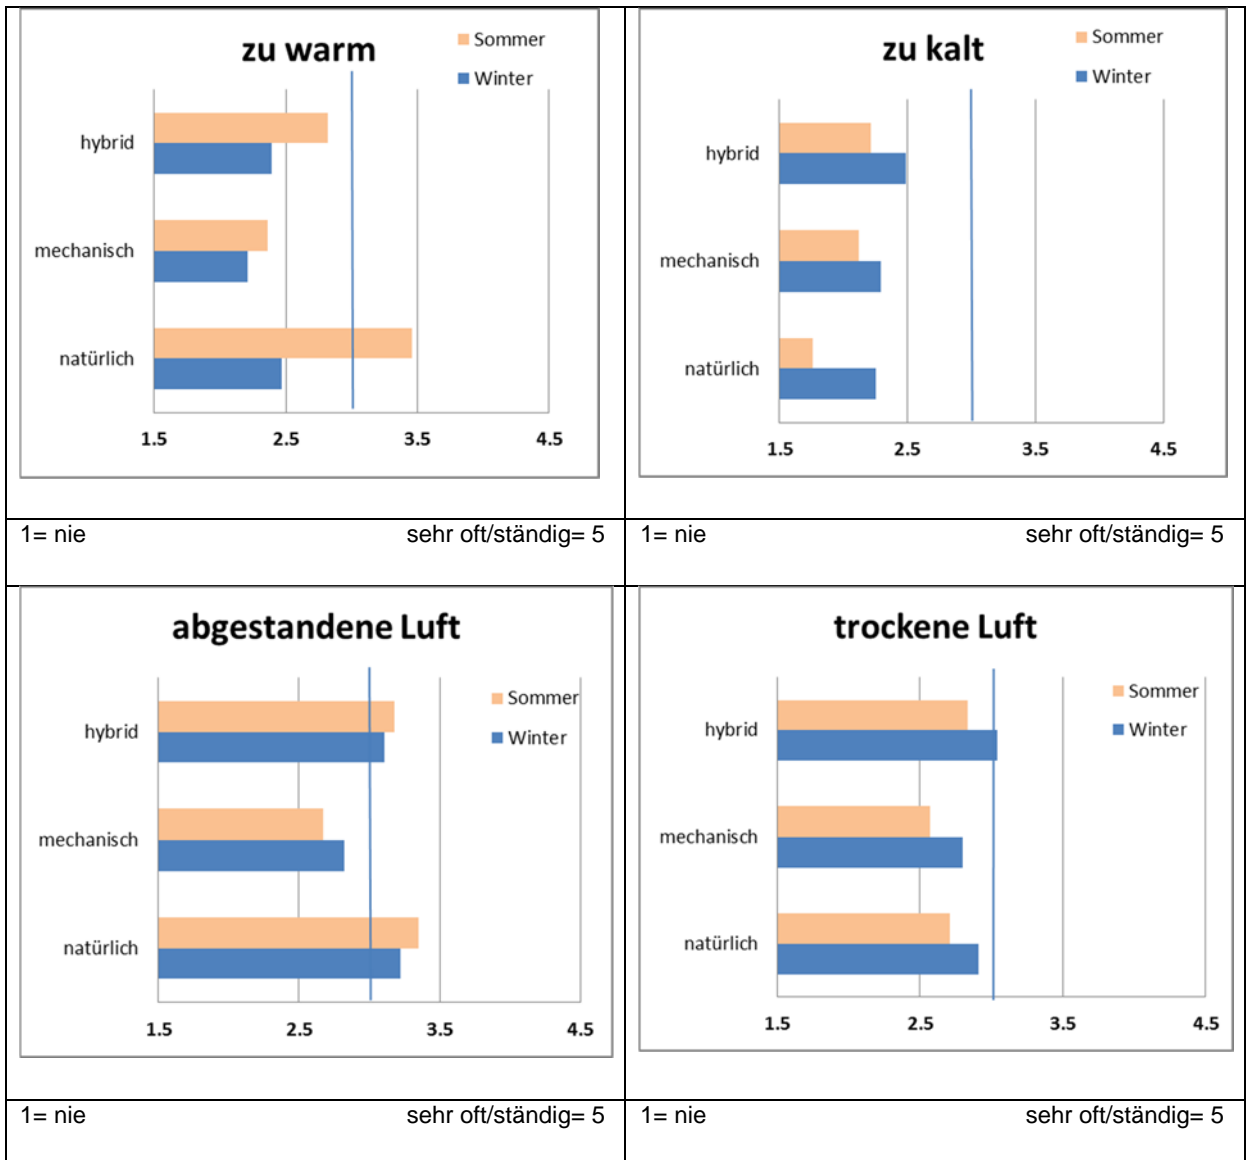 zu warm
Sommer
Winter
hybrid
mechanisch
natürlich
1.5 2.5 3.5 4.5
1= nie sehr oft/ständig= 5
zu kalt
Sommer
Winter
hybrid
mechanisch
natürlich
1.5 2.5 3.5 4.5
1= nie sehr oft/ständig= 5
abgestandene Luft
Sommer
Winter
hybrid
mechanisch
natürlich
1.5 2.5 3.5 4.5
1= nie sehr oft/ständig= 5
trockene Luft
Sommer
Winter
hybrid
mechanisch
natürlich
1.5 2.5 3.5 4.5
1= nie sehr oft/ständig= 5